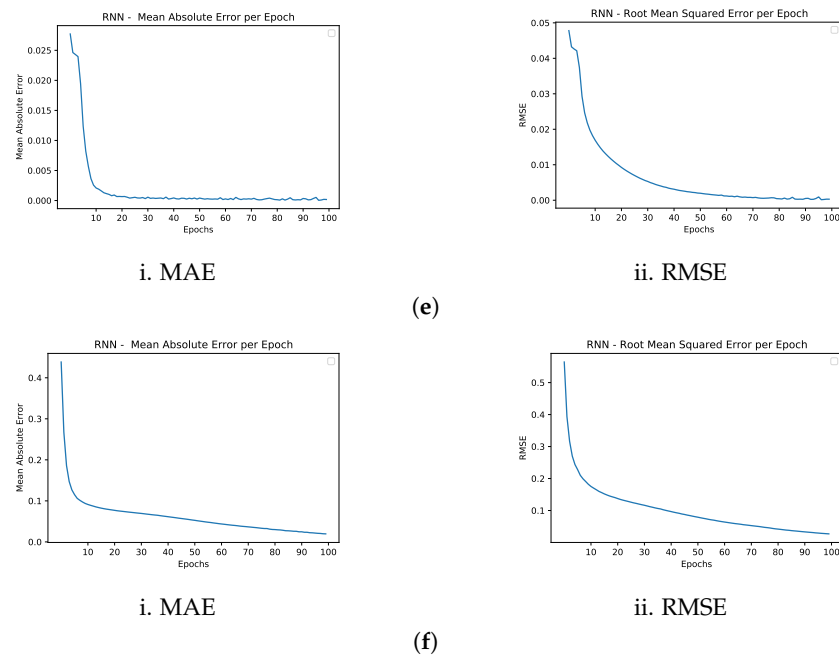 RNN - Mean Absolute Error per Epoch
Mean Absolute Error
0.025
0.020
0.015
0.010
0.005
0.000
10 20 30 40 50 60 70 80 90 100
Epochs
i. MAE
RNN - Root Mean Squared Error per Epoch
RMSE
0.05
0.04
0.03
0.02
0.01
0.00
10 20 30 40 50 60 70 80 90 100
Epochs
ii. RMSE
(e)
RNN - Mean Absolute Error per Epoch
Mean Absolute Error
0.4
0.3
0.2
0.1
0.0
10 20 30 40 50 60 70 80 90 100
Epochs
i. MAE
RNN - Root Mean Squared Error per Epoch
RMSE
0.5
0.4
0.3
0.2
0.1
10 20 30 40 50 60 70 80 90 100
Epochs
ii. RMSE
(f)